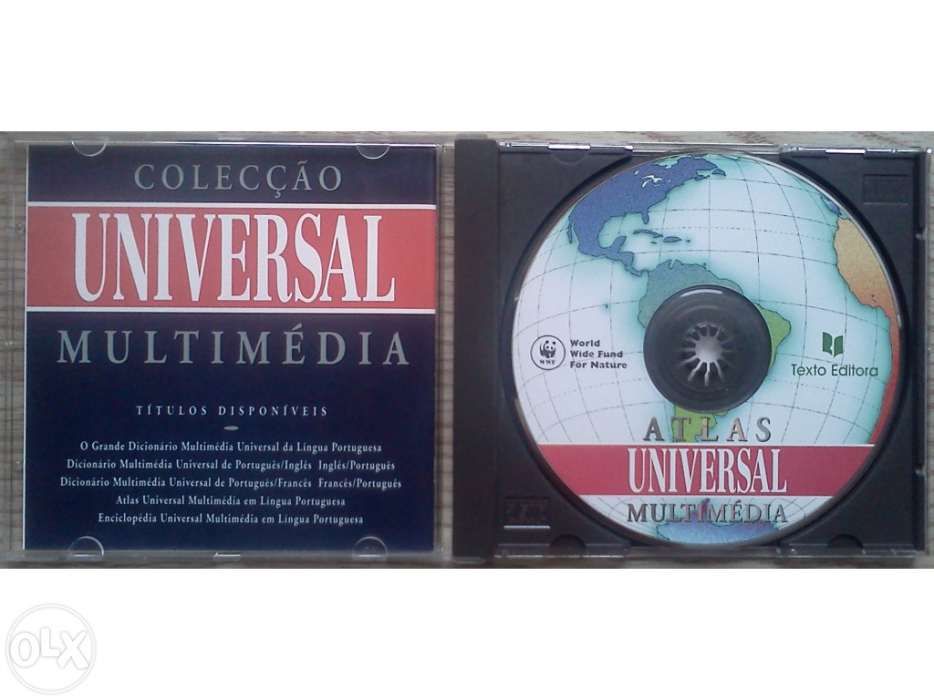 COLECÇÃO
UNIVERSAL
MULTIMÉDIA
TÍTULOS DISPONÍVEIS
O Grande Dicionário Multimédia Universal da Língua Portuguesa
Dicionário Multimédia Universal de Português/Inglês Inglês/Português
Dicionário Multimédia Universal de Português/Francês Francês/Português
Atlas Universal Multimédia em Língua Portuguesa
Enciclopédia Universal Multimédia em Língua Portuguesa
WWF
World
Wide Fund
For Nature
Texto Editora
ATLAS
UNIVERSAL
MULTIMÉDIA
OLX